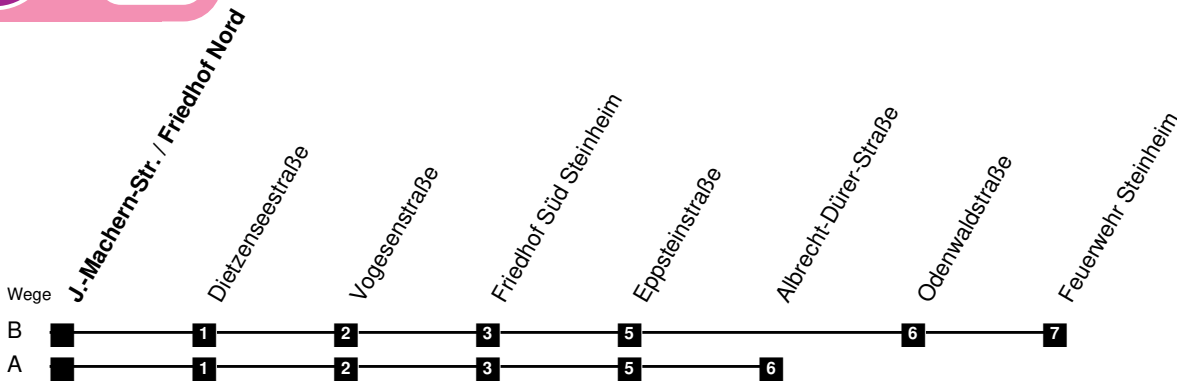 J.-Machern-Str. / Friedhof Nord
Dietzenseestraße
Vogesenstraße
Friedhof Süd Steinheim
Eppsteinstraße
Albrecht-Dürer-Straße
Odenwaldstraße
Feuerwehr Steinheim
Wege
B 1 2 3 5 6 7
A 1 2 3 5 6